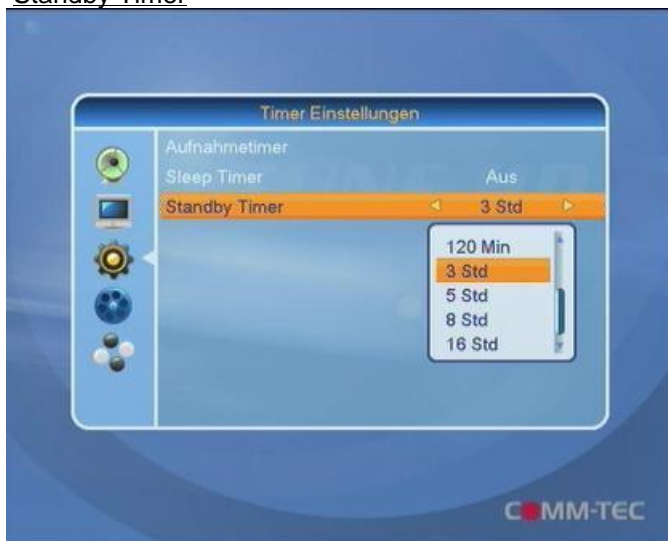 Standby Timer
Timer Einstellungen
Aufnahmetimer
Sleep Timer Aus
Standby Timer 3 Std
120 Min
3 Std
5 Std
8 Std
16 Std
COMM-TEC